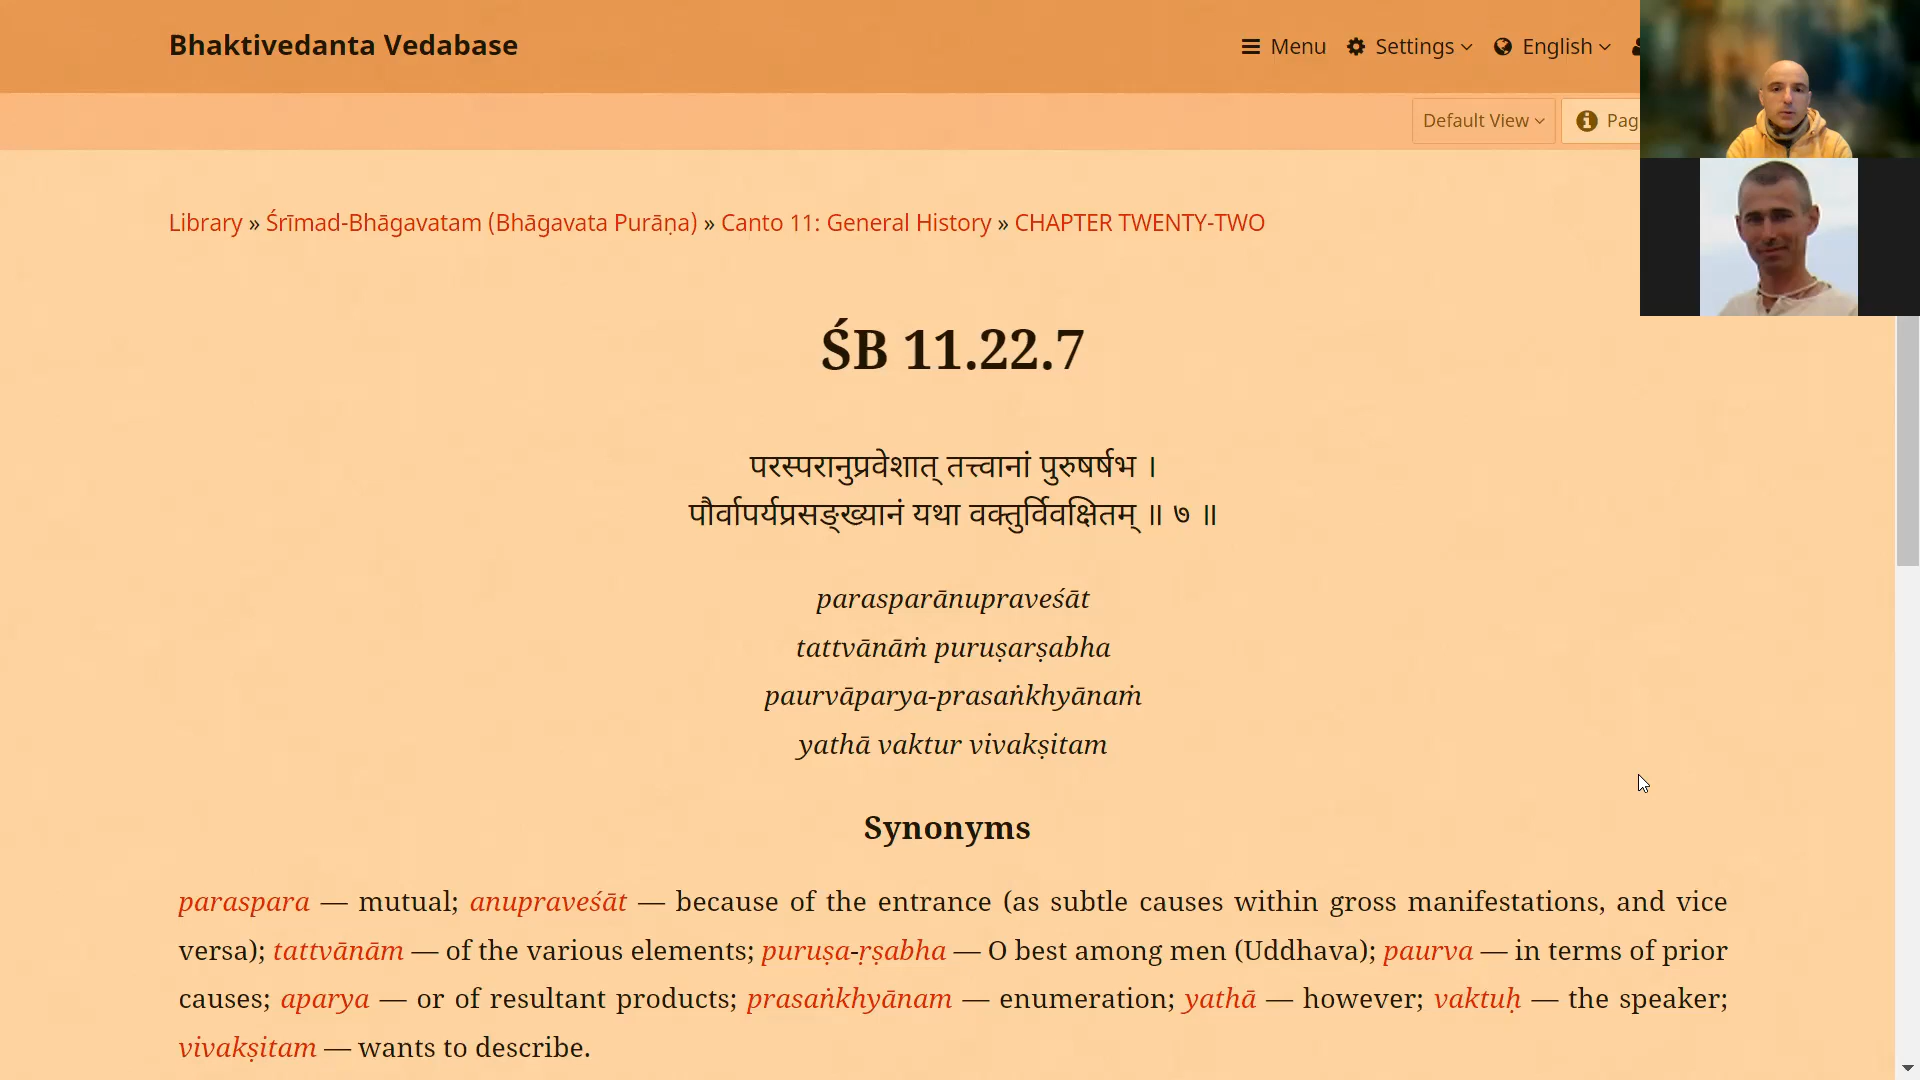 Bhaktivedanta Vedabase
Menu Settings English
Default View Pag
Library » Śrīmad-Bhāgavatam (Bhāgavata Purāṇa) » Canto 11: General History » CHAPTER TWENTY-TWO
ŚB 11.22.7
परस्परानुप्रवेशात् तत्त्वानां पुरुषर्षभ ।
पौर्वापर्यप्रसङ्ख्यानं यथा वक्तुर्विवक्षितम् ॥ ७ ॥
parasparānupraveśāt
tattvānāṁ puruṣarṣabha
paurvāparya-prasaṅkhyānaṁ
yathā vaktur vivakṣitam
Synonyms
paraspara — mutual; anupraveśāt — because of the entrance (as subtle causes within gross manifestations, and vice
versa); tattvānām — of the various elements; puruṣa-ṛṣabha — O best among men (Uddhava); paurva — in terms of prior
causes; aparya — or of resultant products; prasaṅkhyānam — enumeration; yathā — however; vaktuḥ — the speaker;
vivakṣitam — wants to describe.